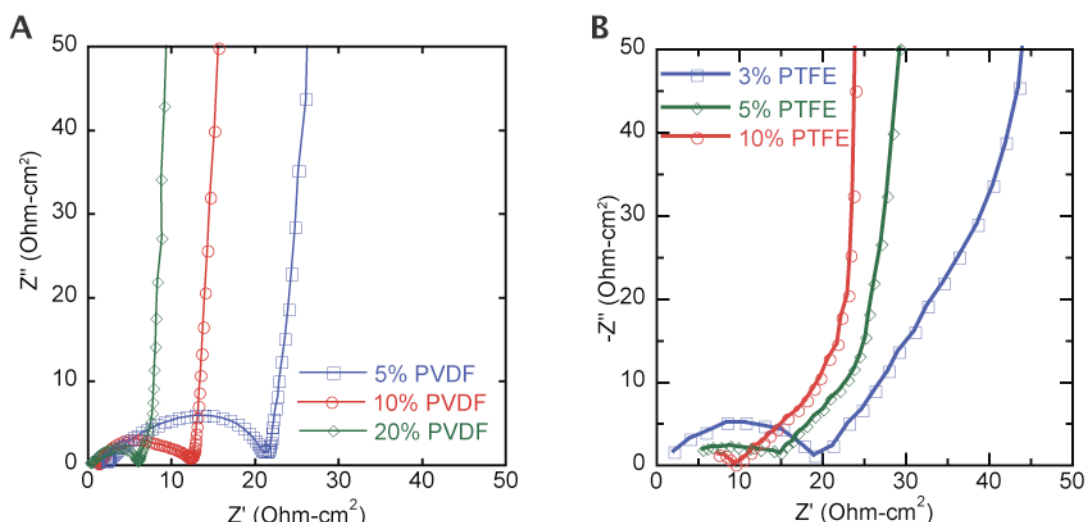 A
50
40
30
20
10
0
Z'' (Ohm-cm²)
5% PVDF
10% PVDF
20% PVDF
0 10 20 30 40 50
Z' (Ohm-cm²)
B
50
40
30
20
10
0
-Z'' (Ohm-cm²)
3% PTFE
5% PTFE
10% PTFE
0 10 20 30 40 50
Z' (Ohm-cm²)